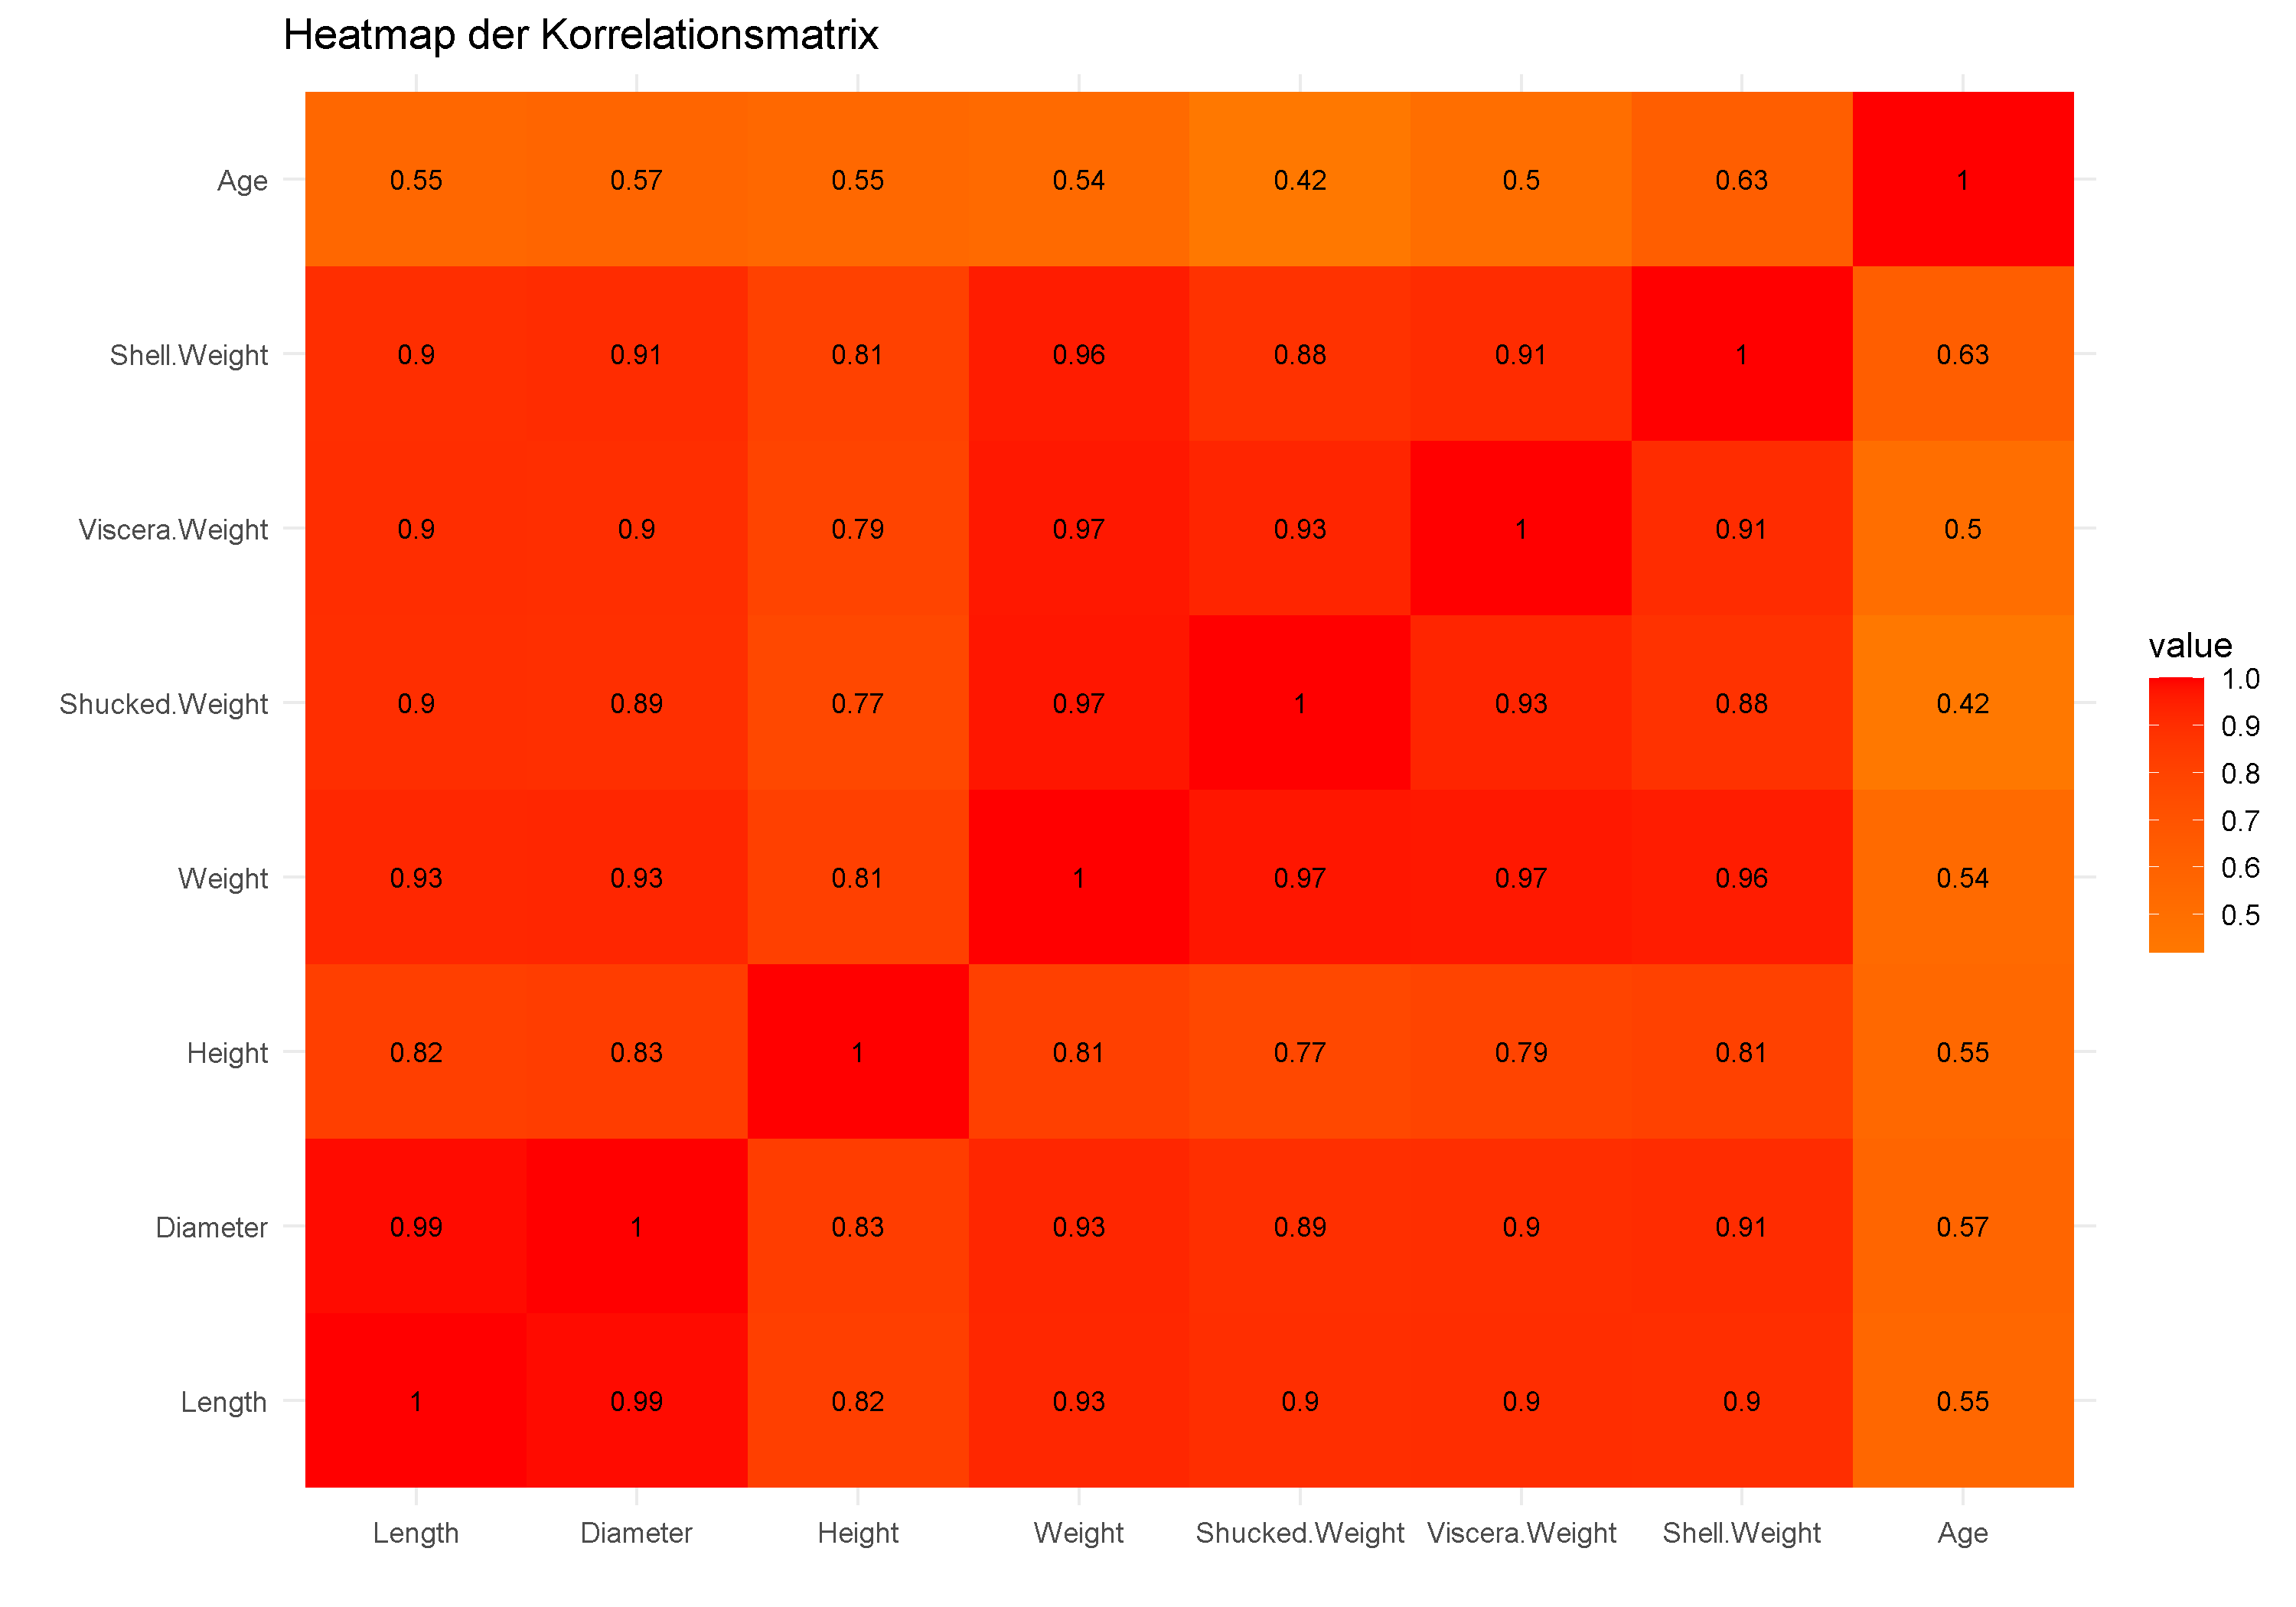 Heatmap der Korrelationsmatrix
Age 0.55 0.57 0.55 0.54 0.42 0.5 0.63 1
Shell.Weight 0.9 0.91 0.81 0.96 0.88 0.91 1 0.63
Viscera.Weight 0.9 0.9 0.79 0.97 0.93 1 0.91 0.5
Shucked.Weight 0.9 0.89 0.77 0.97 1 0.93 0.88 0.42
Weight 0.93 0.93 0.81 1 0.97 0.97 0.96 0.54
Height 0.82 0.83 1 0.81 0.77 0.79 0.81 0.55
Diameter 0.99 1 0.83 0.93 0.89 0.9 0.91 0.57
Length 1 0.99 0.82 0.93 0.9 0.9 0.9 0.55
Length Diameter Height Weight Shucked.Weight Viscera.Weight Shell.Weight Age
value
1.0
0.9
0.8
0.7
0.6
0.5